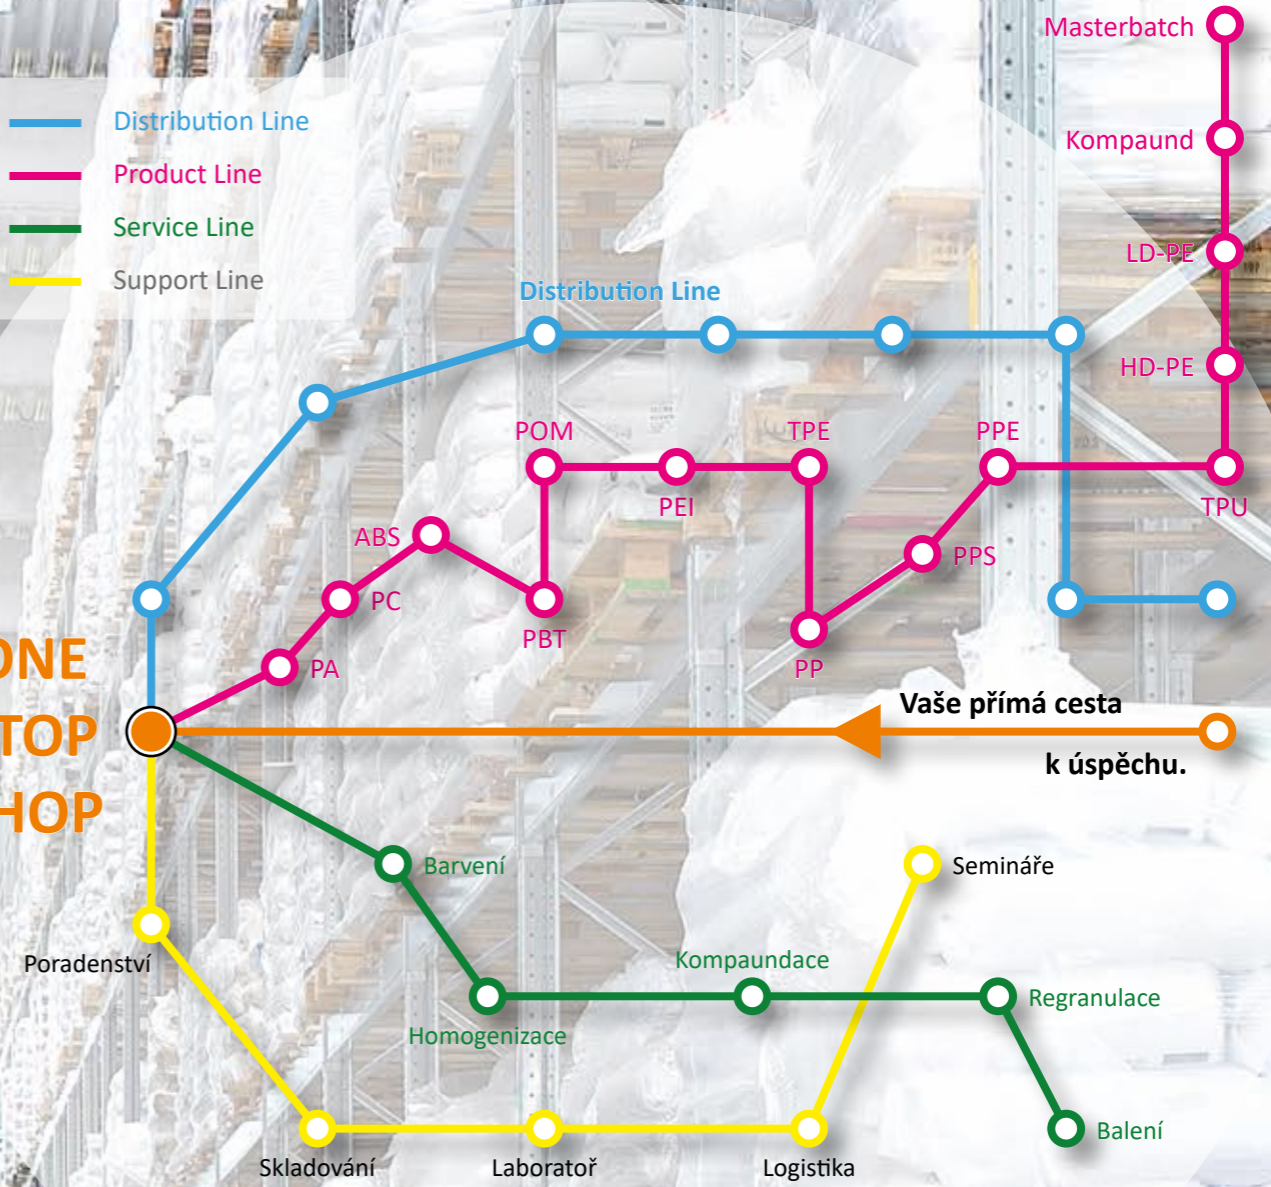 Masterbatch
Distribution Line
Kompaund
Product Line
Service Line
LD-PE
Support Line
Distribution Line
HD-PE
POM
TPE
PPE
PEI
TPU
ABS
PPS
PC
PBT
PA
PP
ONE
TOP
HOP
Vaše přímá cesta
k úspěchu.
Barvení
Semináře
Poradenství
Kompaundace
Regranulace
Homogenizace
Balení
Skladování
Laboratoř
Logistika